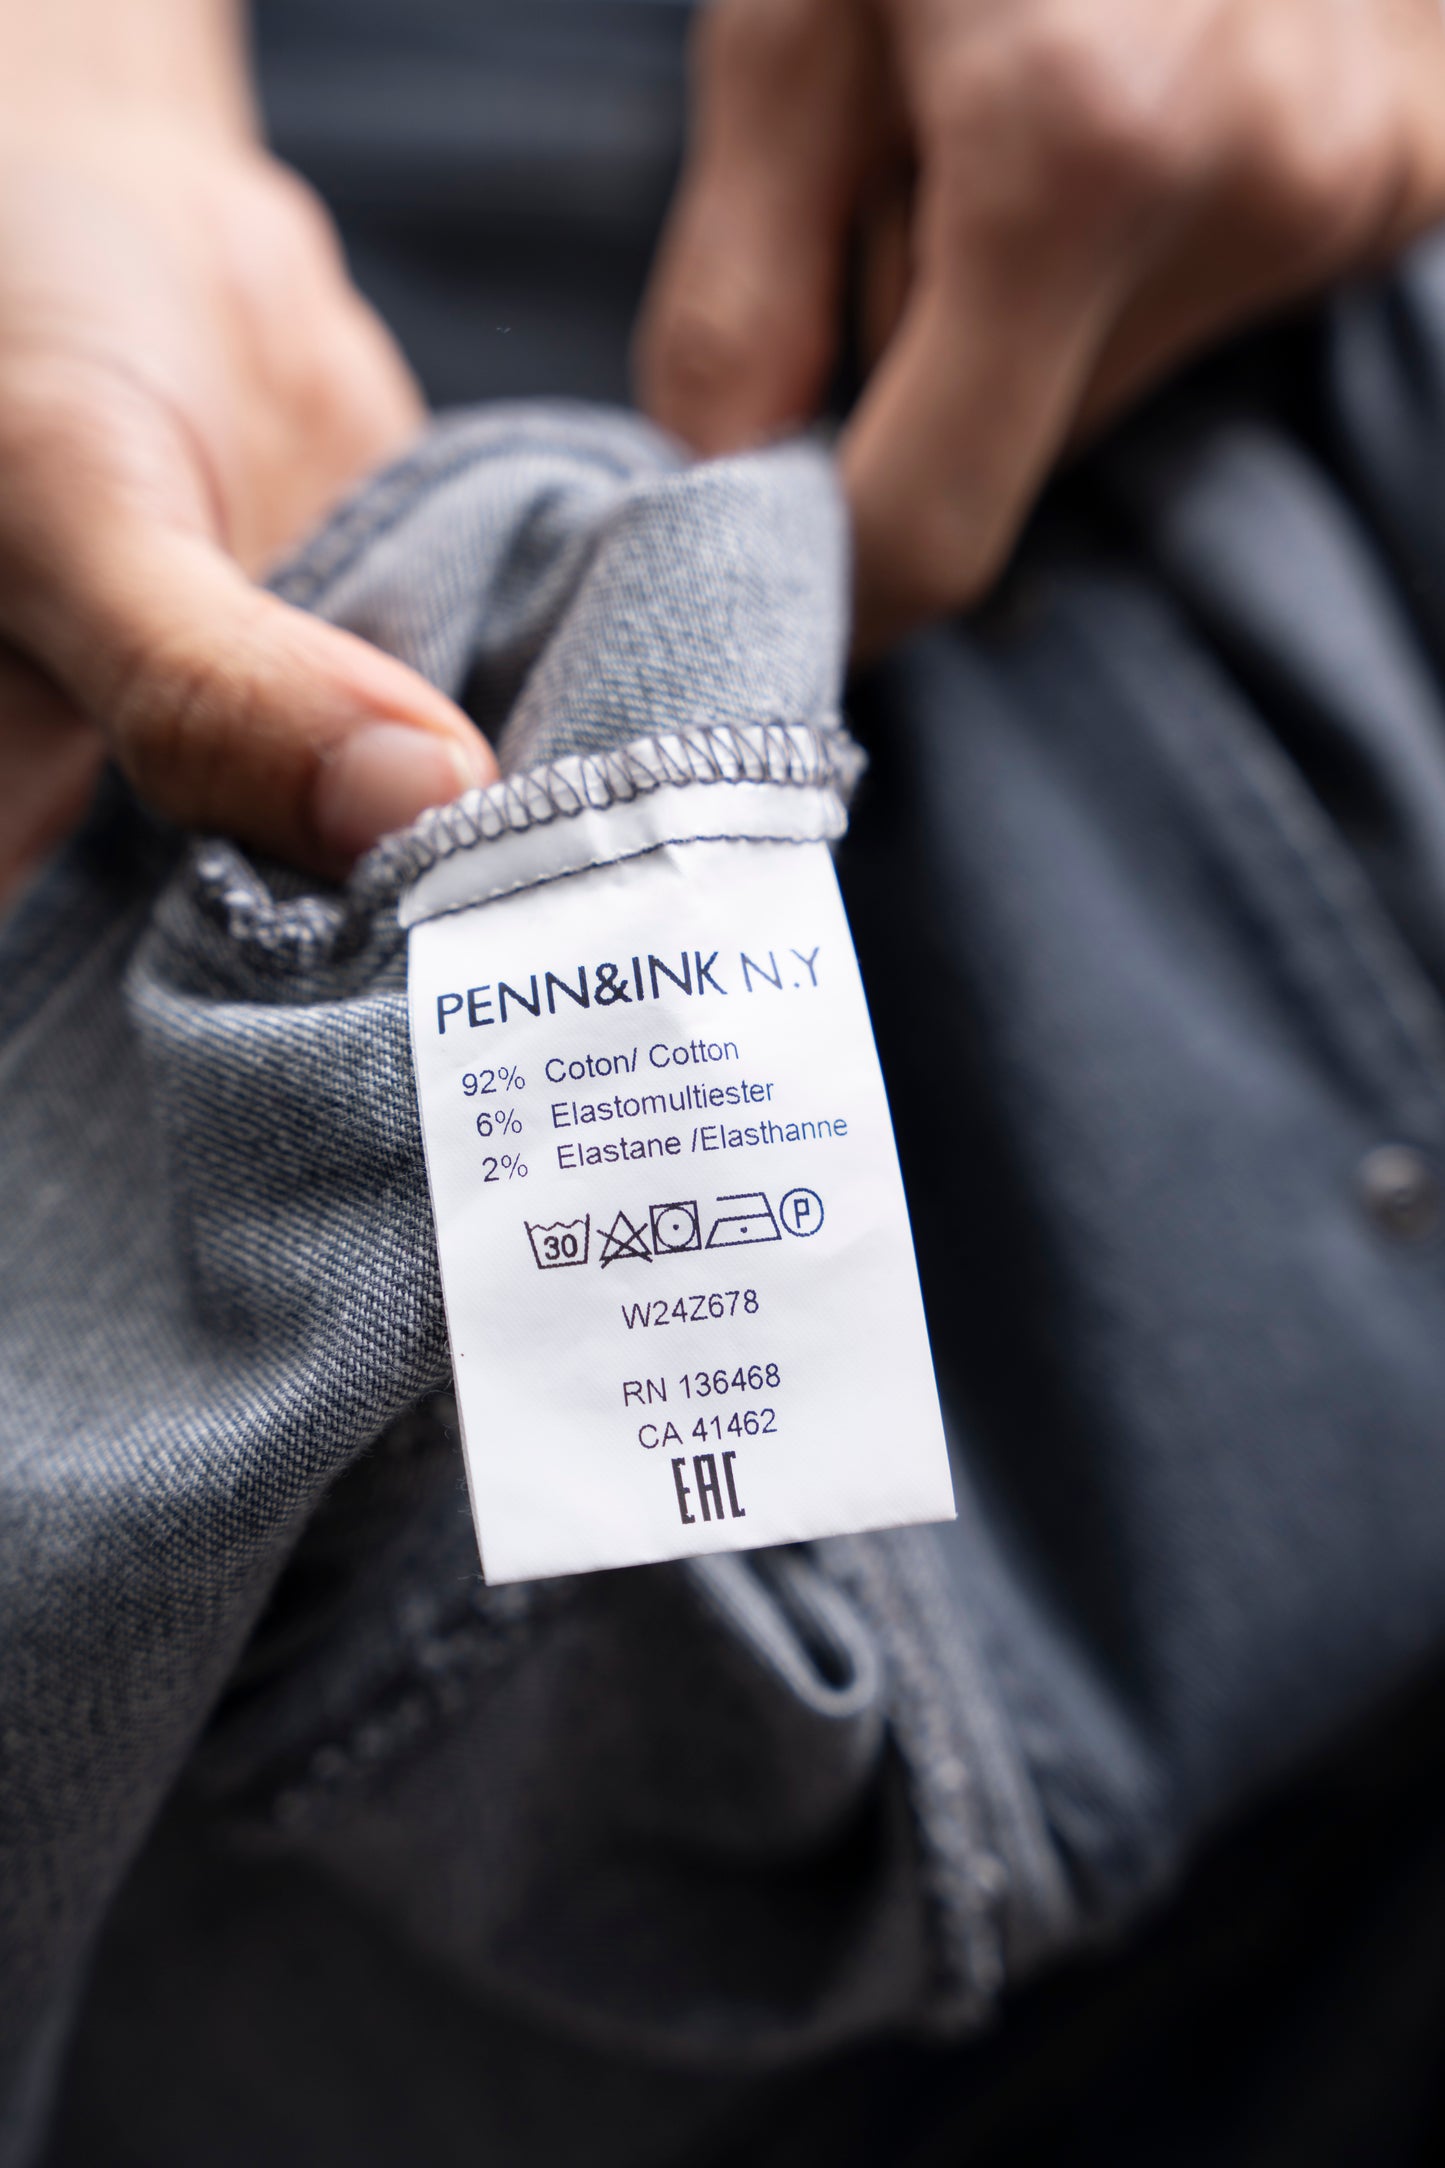 PENN&INK N.Y
92% Coton/ Cotton
6% Elastomultiester
2% Elastane /Elasthanne
30 P
W24Z678
RN 136468
CA 41462
EAC